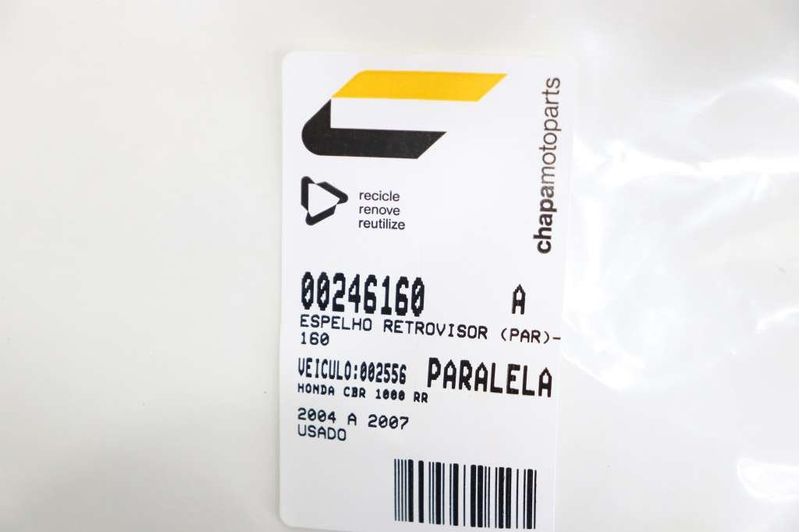 chapamotoparts
recicle
renove
reutilize
00246160 A
ESPELHO RETROVISOR (PAR)-
160
VEICULO:002556 PARALELA
HONDA CBR 1000 RR
2004 A 2007
USADO